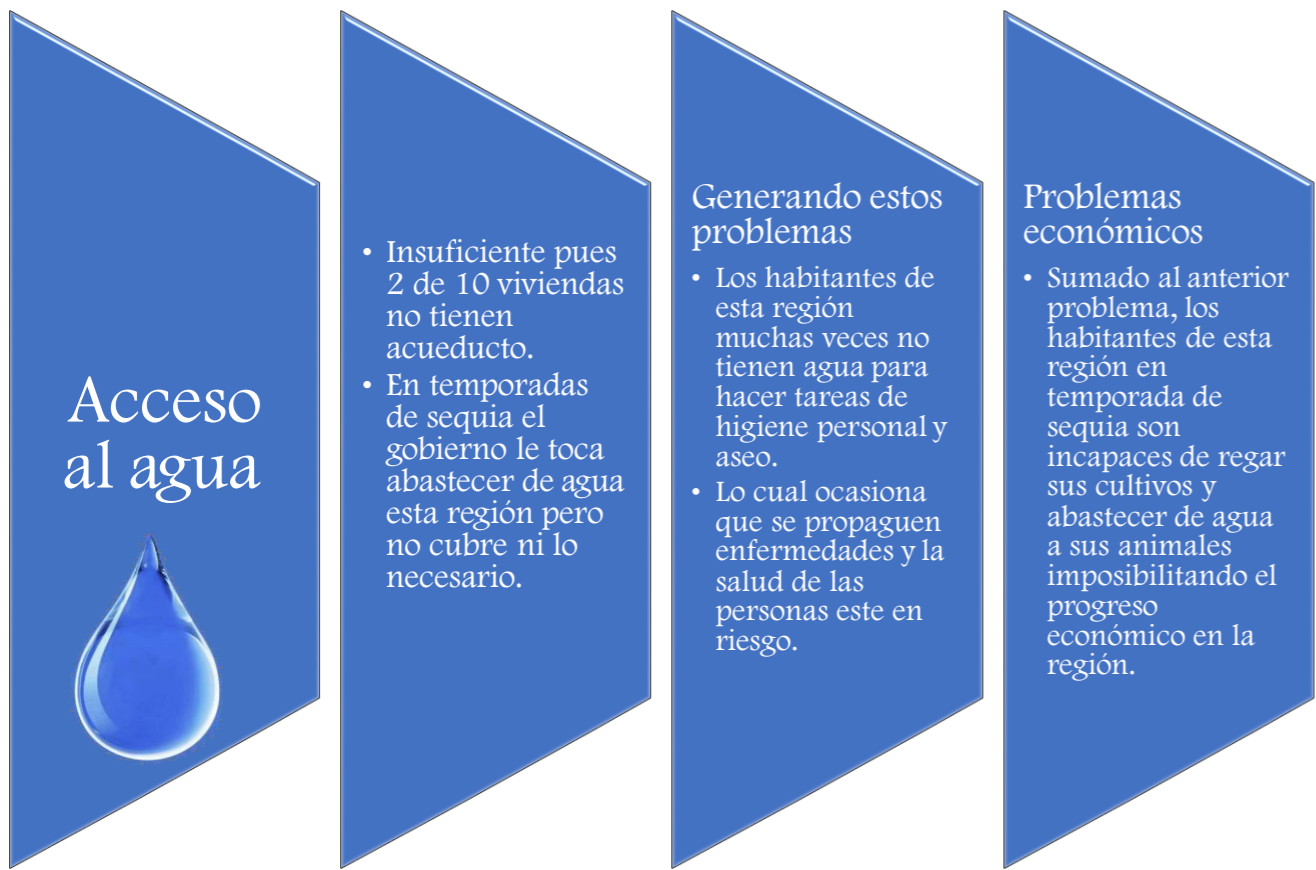 Acceso
al agua
• Insuficiente pues
2 de 10 viviendas
no tienen
acueducto.
• En temporadas
de sequia el
gobierno le toca
abastecer de agua
esta región pero
no cubre ni lo
necesario.
Generando estos
problemas
• Los habitantes de
esta región
muchas veces no
tienen agua para
hacer tareas de
higiene personal y
aseo.
• Lo cual ocasiona
que se propaguen
enfermedades y la
salud de las
personas este en
riesgo.
Problemas
económicos
• Sumado al anterior
problema, los
habitantes de esta
región en
temporada de
sequia son
incapaces de regar
sus cultivos y
abastecer de agua
a sus animales
imposibilitando el
progreso
económico en la
región.